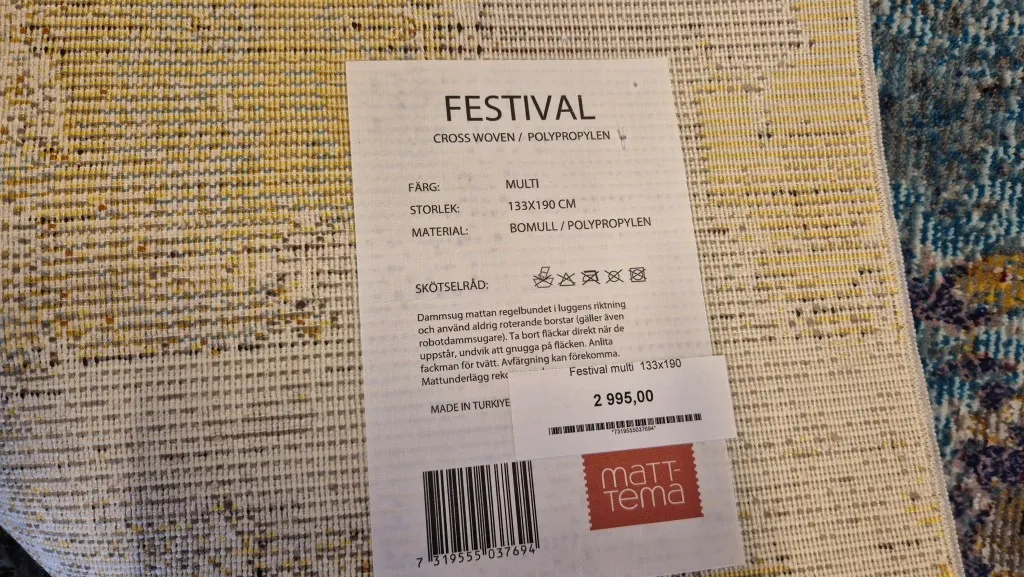 FESTIVAL
CROSS WOVEN / POLYPROPYLEN
FÄRG: MULTI
STORLEK: 133X190 CM
MATERIAL: BOMULL / POLYPROPYLEN
SKÖTSELRÅD:
Dammsug mattan regelbundet i luggens riktning
och använd aldrig roterande borstar (gäller även
robotdammsugare). Ta bort fläckar direkt när de
uppstår, undvik att gnugga på fläcken. Anlita
fackman för tvätt. Avfärgning kan förekomma.
Mattunderlägg
Festival multi 133x190
2 995,00
*7319555037694*
MADE IN TURKIYE
MATT-
TEMA
7 319555 037694